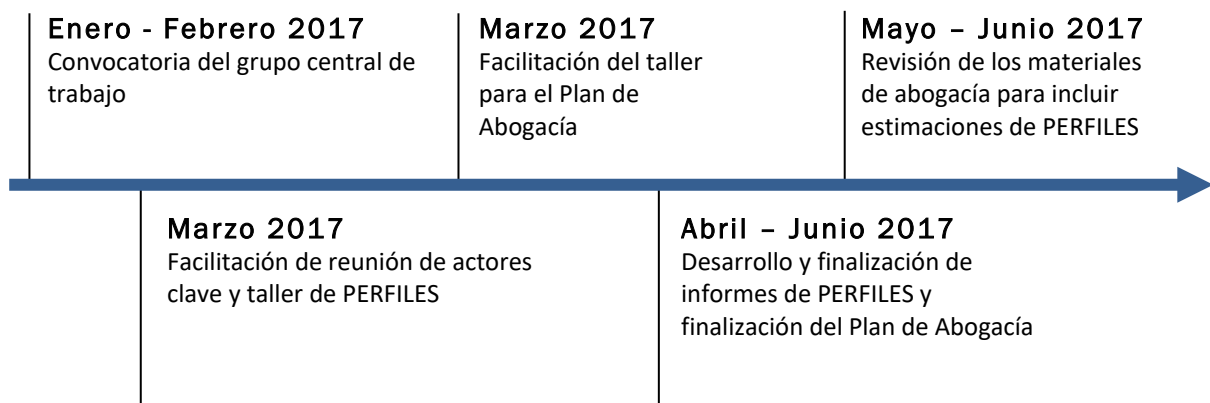 Enero - Febrero 2017
Convocatoria del grupo central de
trabajo
Marzo 2017
Facilitación del taller
para el Plan de
Abogacía
Mayo – Junio 2017
Revisión de los materiales
de abogacía para incluir
estimaciones de PERFILES
Marzo 2017
Facilitación de reunión de actores
clave y taller de PERFILES
Abril – Junio 2017
Desarrollo y finalización de
informes de PERFILES y
finalización del Plan de Abogacía